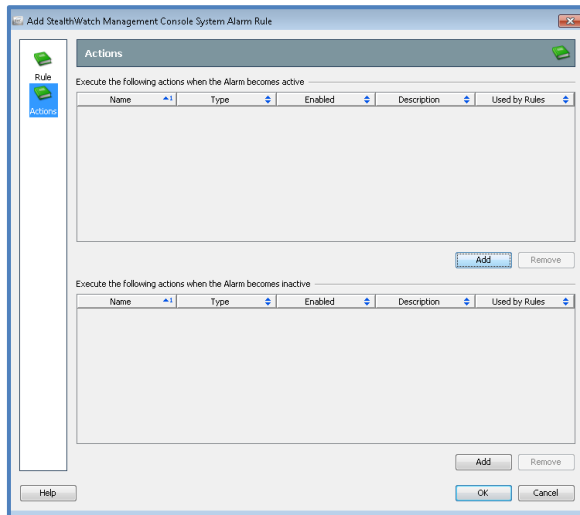 Add StealthWatch Management Console System Alarm Rule
Rule
Actions
Actions
Execute the following actions when the Alarm becomes active
Name 1 Type Enabled Description Used by Rules
Add Remove
Execute the following actions when the Alarm becomes inactive
Name 1 Type Enabled Description Used by Rules
Add Remove
Help OK Cancel